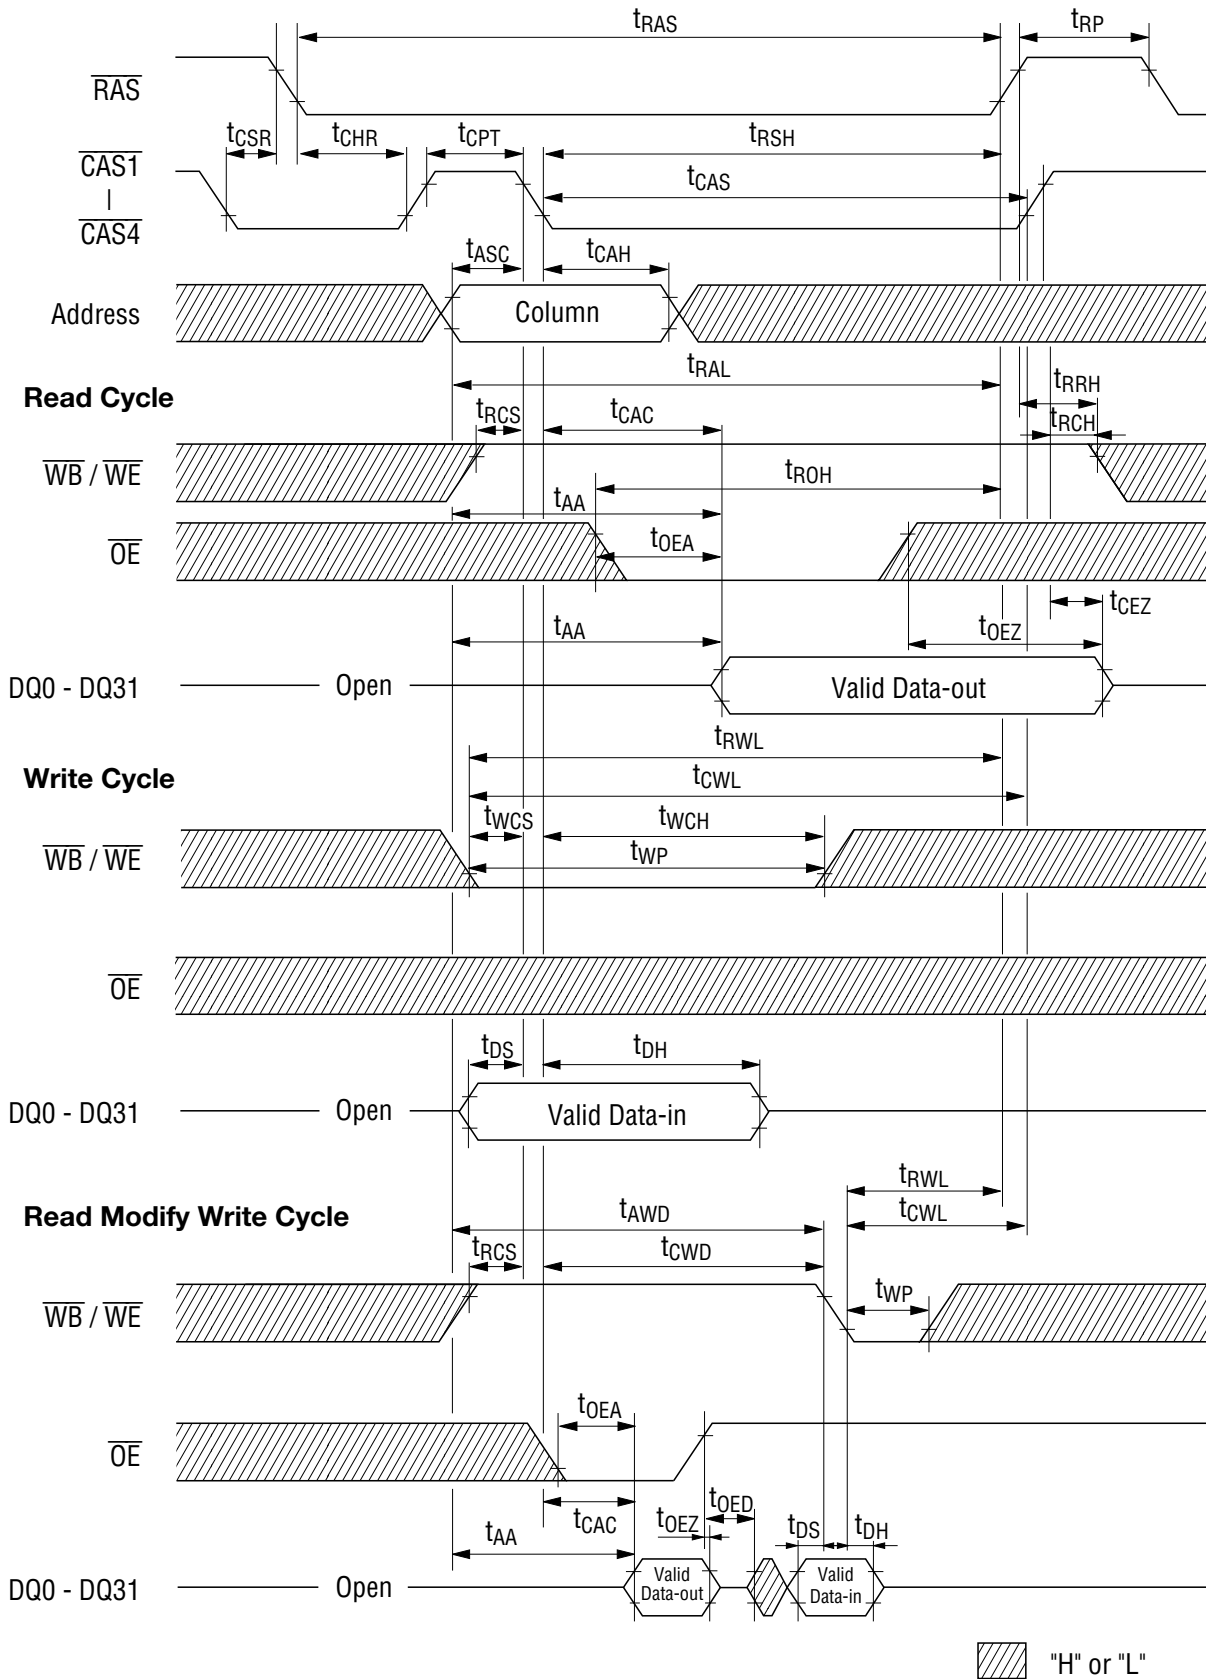 tRAS tRP
RAS
tCSR tCHR tCPT tRSH
CAS1
tCAS
CAS4
tASC tCAH
Address Column
tRAL
Read Cycle
tRRH
tRCS tCAC
tRCH
WB / WE
tROH
tAA
tOEA
OE
tCEZ
tAA tOEZ
DQ0 - DQ31 Open Valid Data-out
tRWL
Write Cycle
tCWL
tWCS tWCH
WB / WE
tWP
OE
tDS tDH
DQ0 - DQ31 Open Valid Data-in
tRWL
Read Modify Write Cycle
tAWD tCWL
tRCS tCWD
WB / WE
tWP
tOEA
OE
tOED
tCAC tOEZ tDS tDH
tAA
DQ0 - DQ31 Open
Valid
Data-out
Valid
Data-in
"H" or "L"